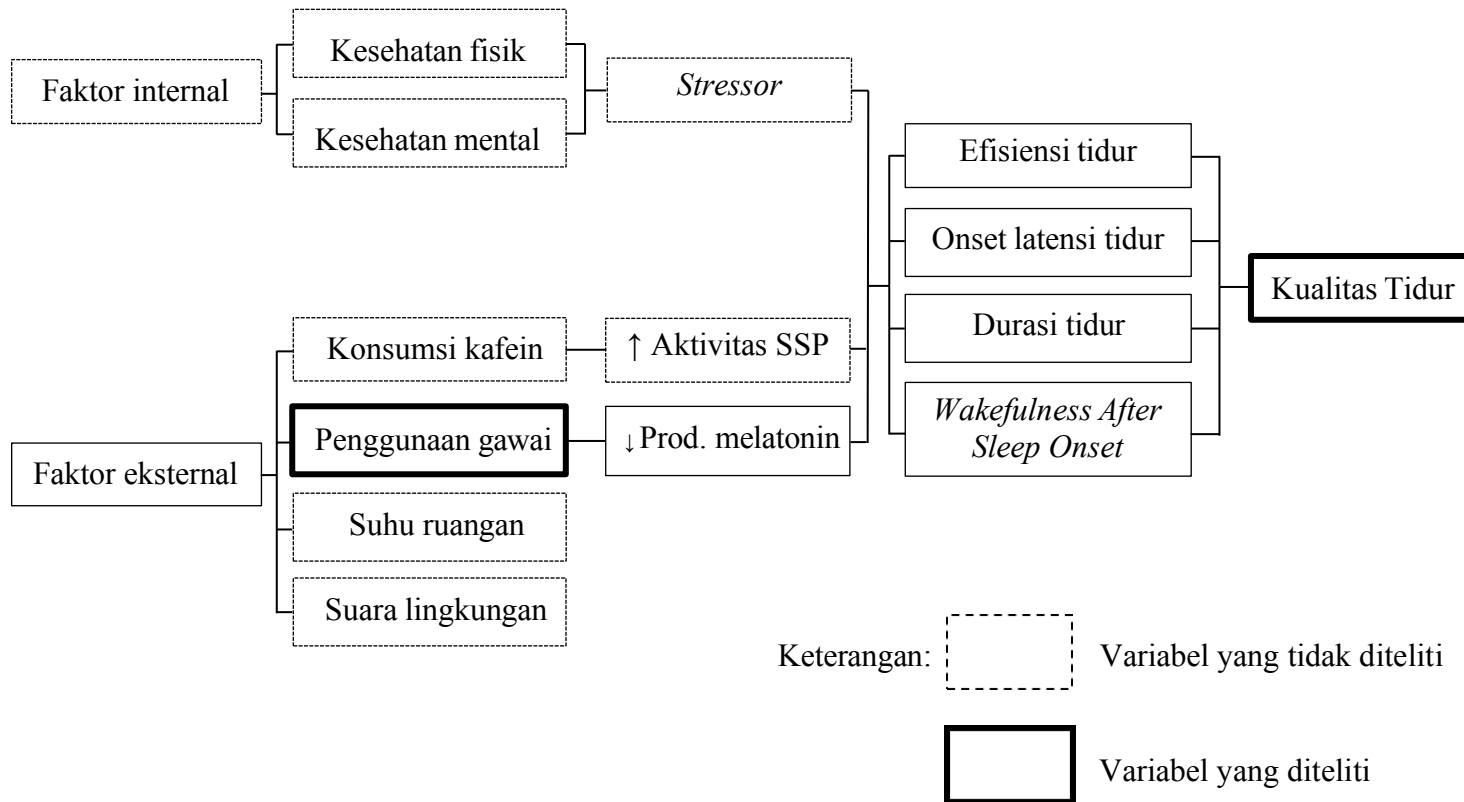 Faktor internal
Kesehatan fisik
Kesehatan mental
Stressor
Faktor eksternal
Konsumsi kafein
↑ Aktivitas SSP
Penggunaan gawai
↓Prod. melatonin
Suhu ruangan
Suara lingkungan
Efisiensi tidur
Onset latensi tidur
Durasi tidur
Wakefulness After
Sleep Onset
Kualitas Tidur
Keterangan:
Variabel yang tidak diteliti
Variabel yang diteliti